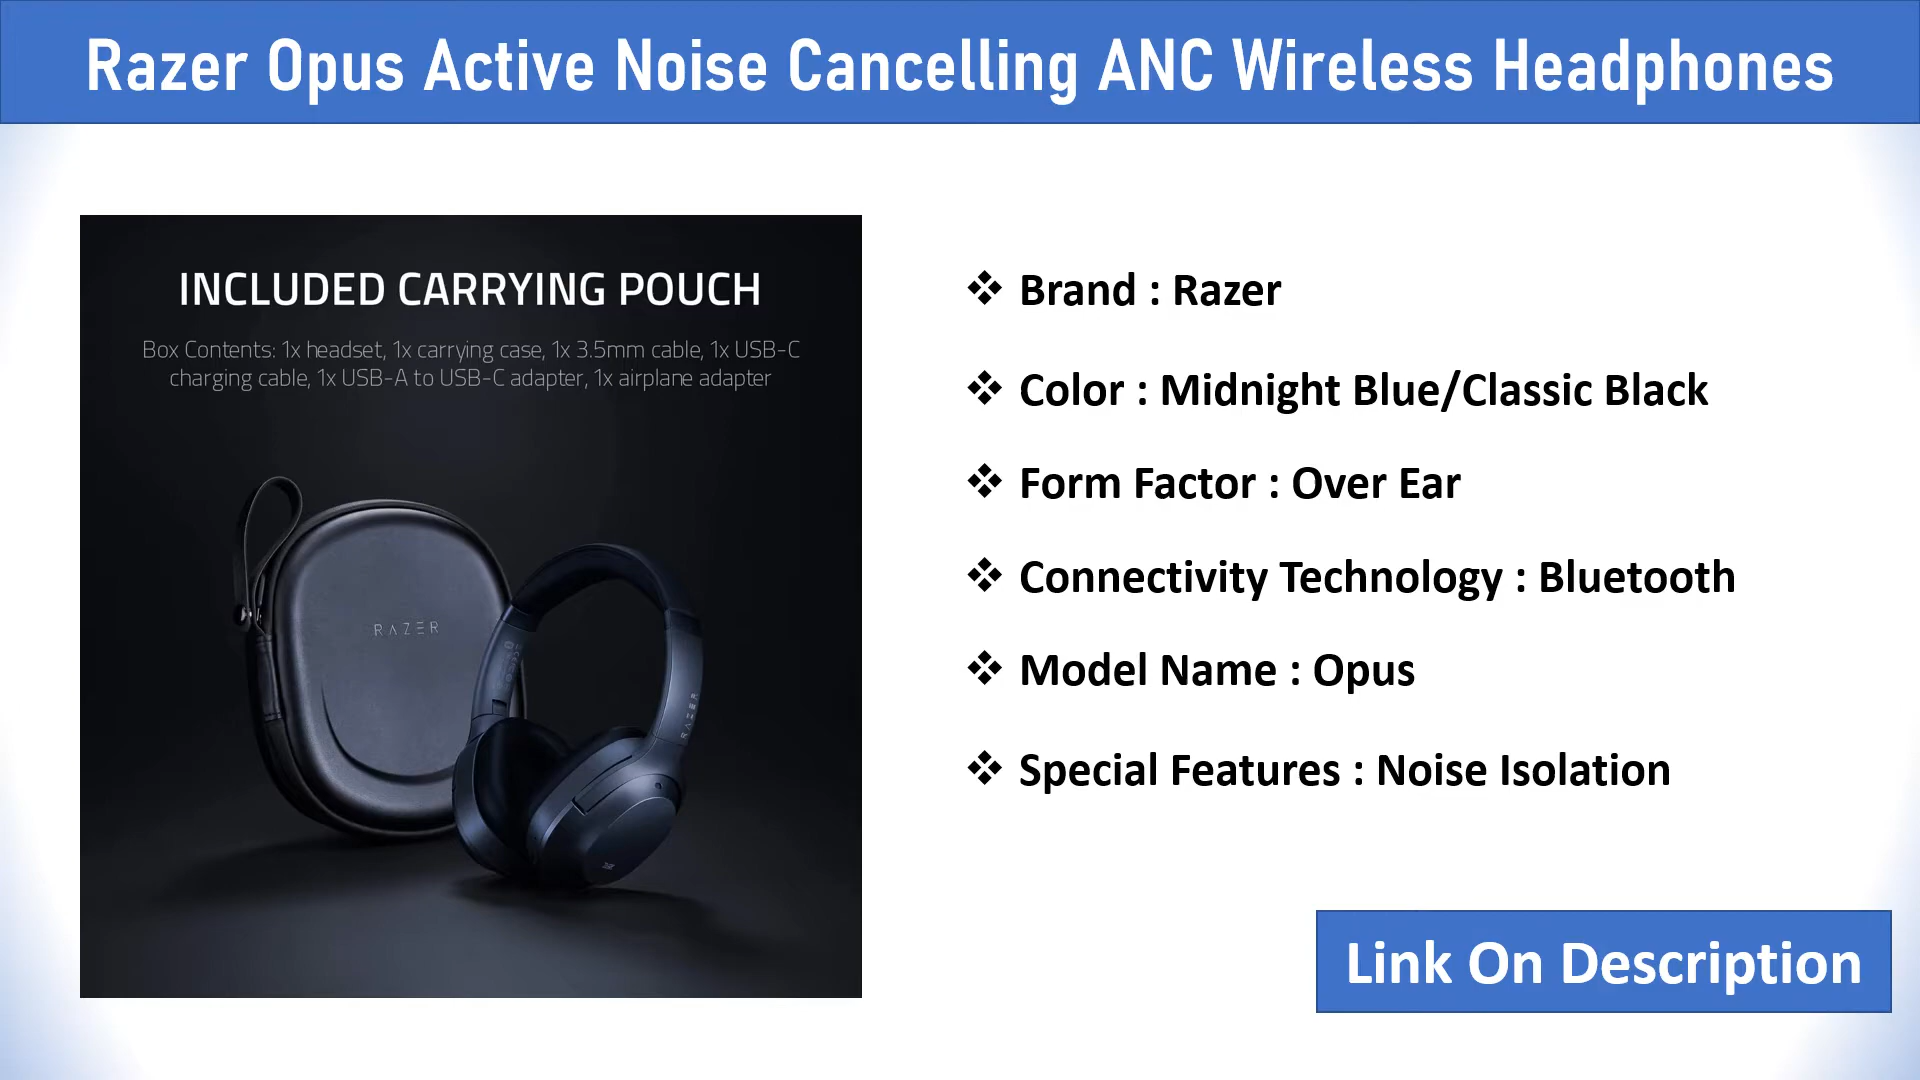 Razer Opus Active Noise Cancelling ANC Wireless Headphones
INCLUDED CARRYING POUCH
Box Contents: 1x headset, 1x carrying case, 1x 3.5mm cable, 1x USB-C
charging cable, 1x USB-A to USB-C adapter, 1x airplane adapter
RAZER
RAZER
Brand : Razer
Color : Midnight Blue/Classic Black
Form Factor : Over Ear
Connectivity Technology : Bluetooth
Model Name : Opus
Special Features : Noise Isolation
Link On Description